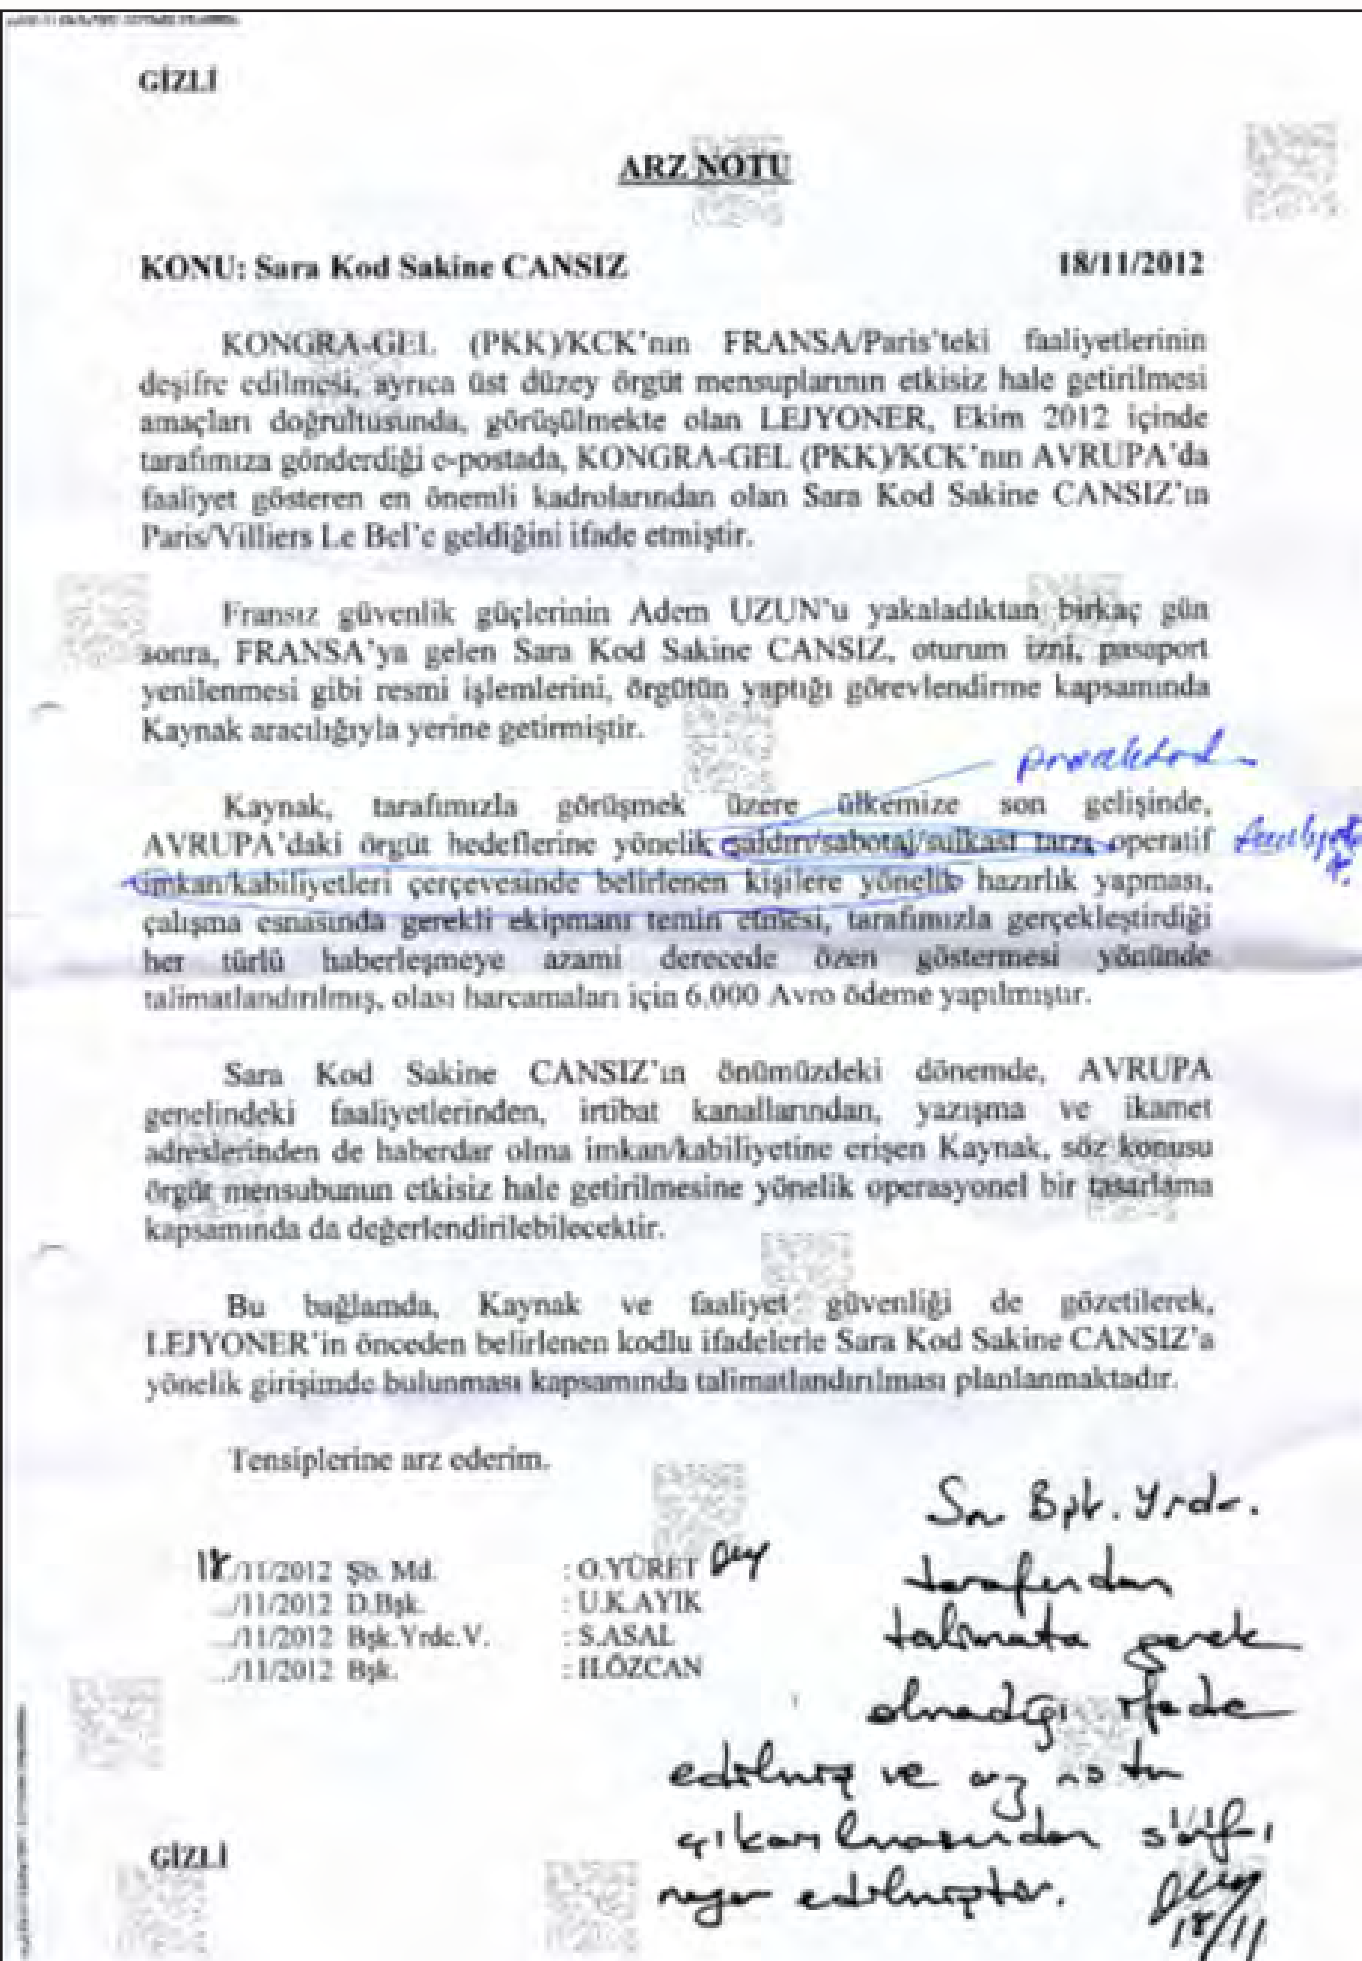 GİZLİ
ARZ NOTU
KONU: Sara Kod Sakine CANSIZ 18/11/2012
KONGRA-GEL (PKK)/KCK'nın FRANSA/Paris'teki faaliyetlerinin
deşifre edilmesi, ayrıca üst düzey örgüt mensuplarının etkisiz hale getirilmesi
amaçları doğrultusunda, görüşülmekte olan LEJYONER, Ekim 2012 içinde
tarafımıza gönderdiği e-postada, KONGRA-GEL (PKK)/KCK'nın AVRUPA'da
faaliyet gösteren en önemli kadrolarından olan Sara Kod Sakine CANSIZ'ın
Paris/Villiers Le Bel'e geldiğini ifade etmiştir.
Fransız güvenlik güçlerinin Adem UZUN'u yakaladıktan birkaç gün
sonra, FRANSA'ya gelen Sara Kod Sakine CANSIZ, oturum izni, pasaport
yenilenmesi gibi resmi işlemlerini, örgütün yaptığı görevlendirme kapsamında
Kaynak aracılığıyla yerine getirmiştir.
Kaynak, tarafımızla görüşmek üzere ülkemize son gelişinde,
AVRUPA'daki örgüt hedeflerine yönelik saldırı/sabotaj/suikast tarzı operatif
imkan/kabiliyetleri çerçevesinde belirlenen kişilere yönelik hazırlık yapması,
çalışma esnasında gerekli ekipmanı temin etmesi, tarafımızla gerçekleştirdiği
her türlü haberleşmeye azami derecede özen göstermesi yönünde
talimatlandırılmış, olası harcamaları için 6.000 Avro ödeme yapılmıştır.
Sara Kod Sakine CANSIZ'ın önümüzdeki dönemde, AVRUPA
genelindeki faaliyetlerinden, irtibat kanallarından, yazışma ve ikamet
adreslerinden de haberdar olma imkan/kabiliyetine erişen Kaynak, söz konusu
örgüt mensubunun etkisiz hale getirilmesine yönelik operasyonel bir tasarlama
kapsamında da değerlendirilebilecektir.
Bu bağlamda, Kaynak ve faaliyet güvenliği de gözetilerek,
LEJYONER'in önceden belirlenen kodlu ifadelerle Sara Kod Sakine CANSIZ'a
yönelik girişimde bulunması kapsamında talimatlandırılması planlanmaktadır.
Tensiplerine arz ederim.
18/11/2012 Şb. Md. : O.YÜRET
../11/2012 D.Bşk. : U.K.AYIK
../11/2012 Bşk.Yrdc.V. : S.ASAL
../11/2012 Bşk. : H.ÖZCAN
Sn Bşk. Yrdc.
tarafından
talimata gerek
olmadığı ifade
edilmiş ve arz notu
çıkarılmasından sarfı
nazar edilmiştir.
18/11
1/1
GİZLİ